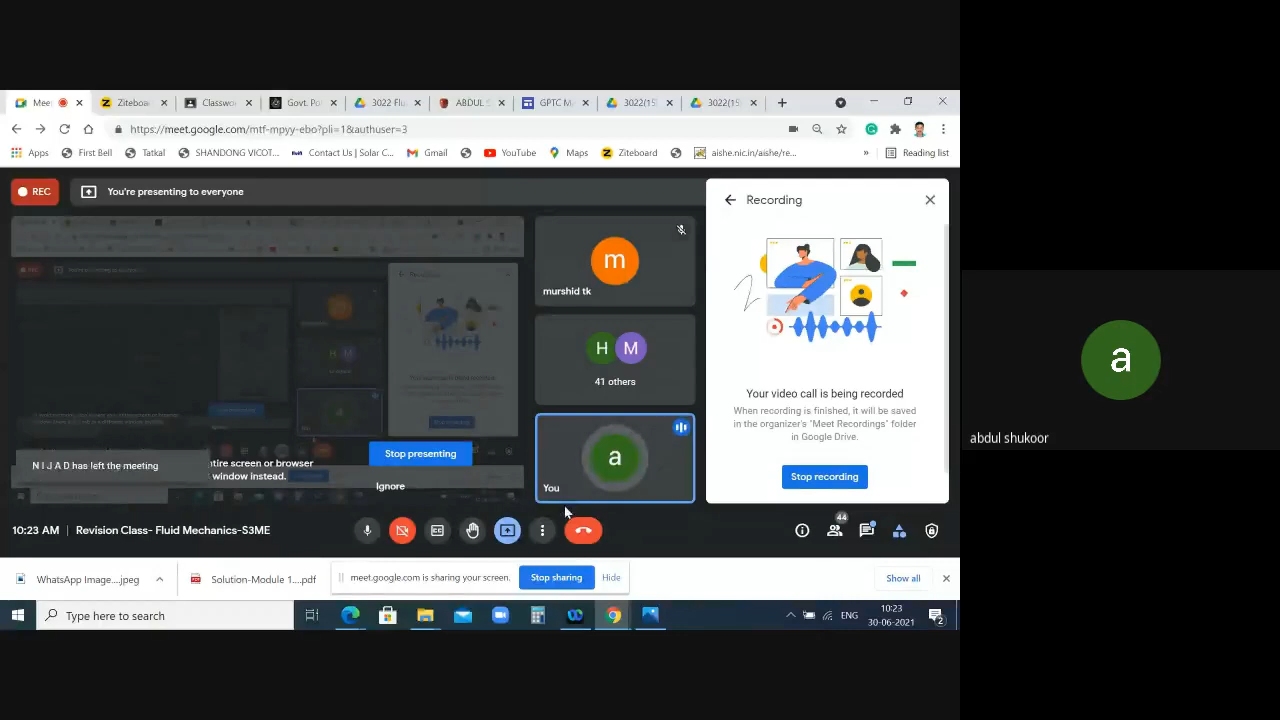 Mee
Ziteboa
Classwo
Govt. Po
3022 Flu
ABDUL S
GPTC M
3022(15)
3022(15)
https://meet.google.com/mtf-mpyy-ebo?pli=1&authuser=3
Apps
First Bell
Tatkal
SHANDONG VICOT...
Contact Us | Solar C...
Gmail
YouTube
Maps
Ziteboard
aishe.nic.in/aishe/re...
»
Reading list
REC
You're presenting to everyone
Recording
m
murshid tk
H M
41 others
a
You
Your video call is being recorded
When recording is finished, it will be saved
in the organizer's "Meet Recordings" folder
in Google Drive.
Stop recording
N I J A D has left the meeting
ntire screen or browser
window instead.
Stop presenting
Ignore
a
abdul shukoor
10:23 AM | Revision Class- Fluid Mechanics-S3ME
44
WhatsApp Image....jpeg
Solution-Module 1....pdf
meet.google.com is sharing your screen.
Stop sharing
Hide
Show all
Type here to search
ENG
10:23
30-06-2021
2